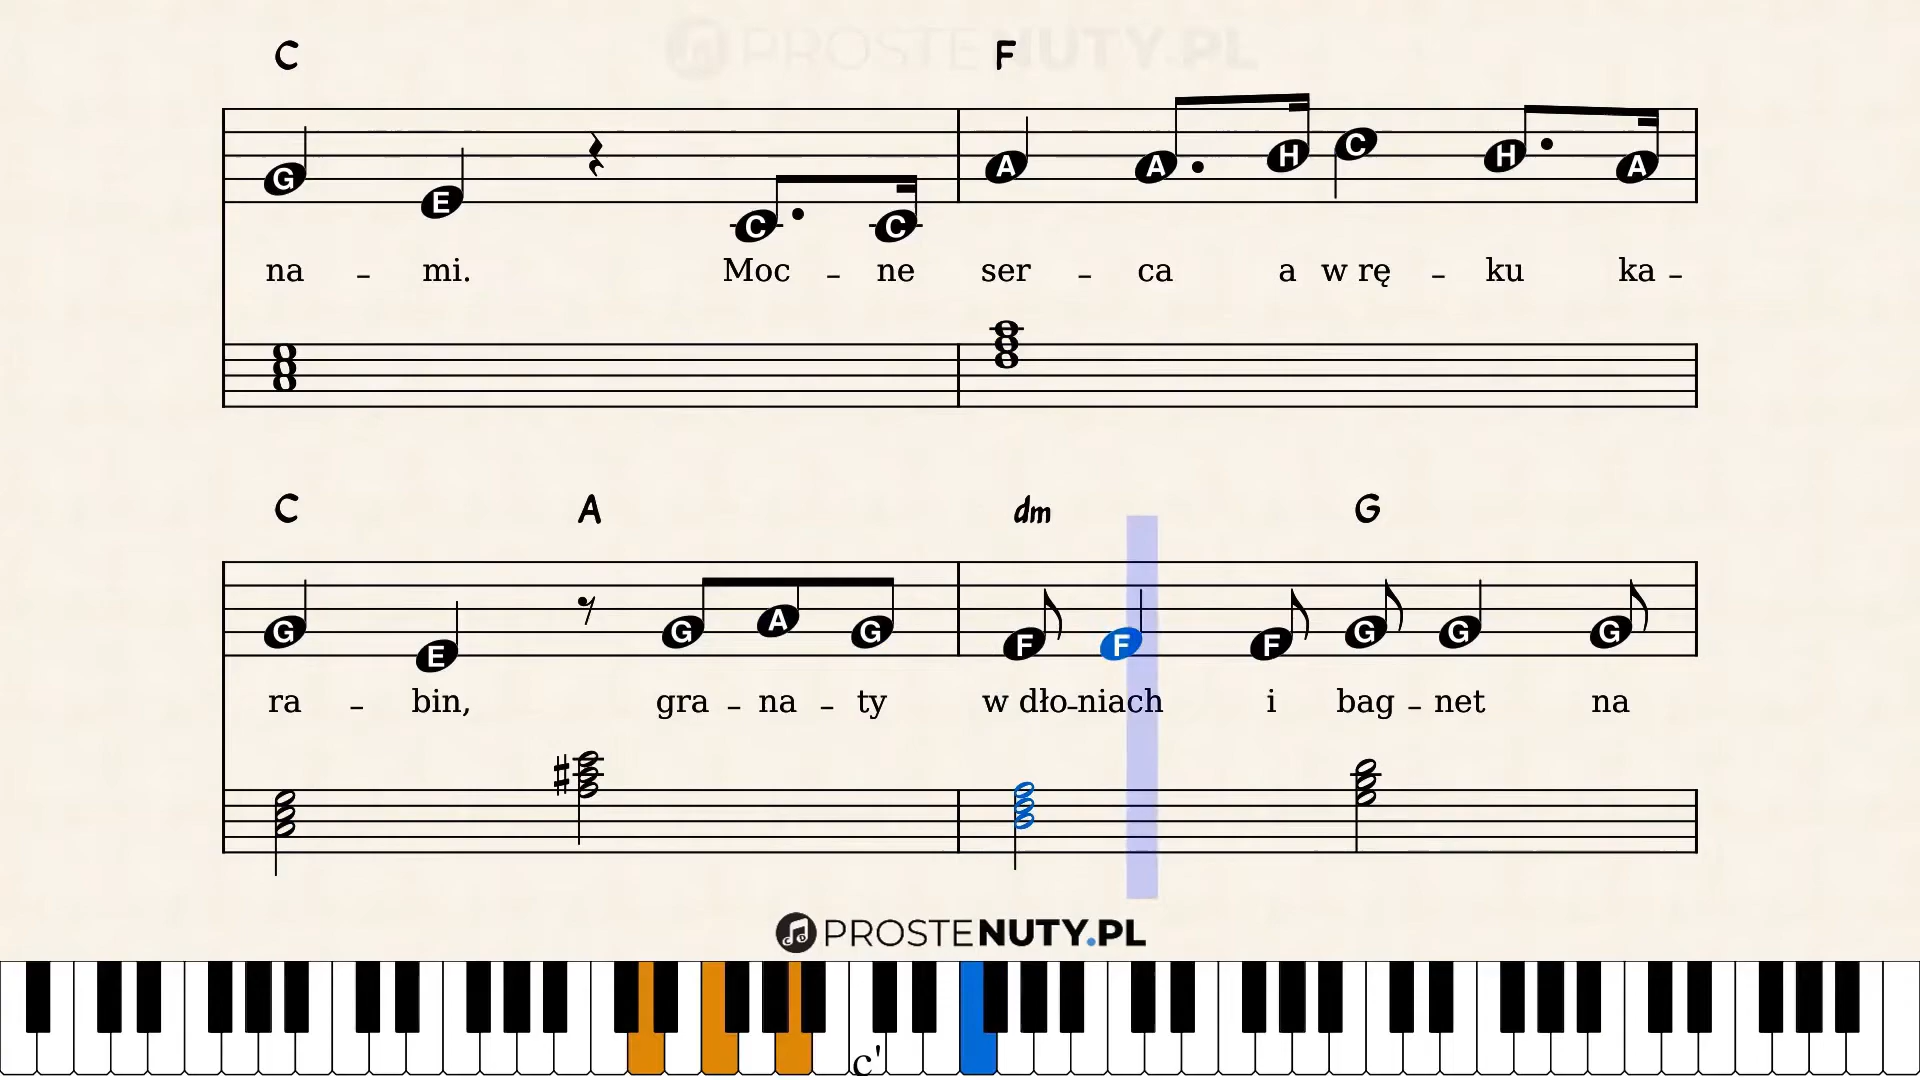 PROSTENUTY.PL
C F
G E C C A A H C H A
na – mi. Moc – ne ser – ca a w rę – ku ka –
C A dm G
G E G A G F F F G G G
ra – bin, gra – na – ty w dło–niach i bag – net na
PROSTENUTY.PL
c'